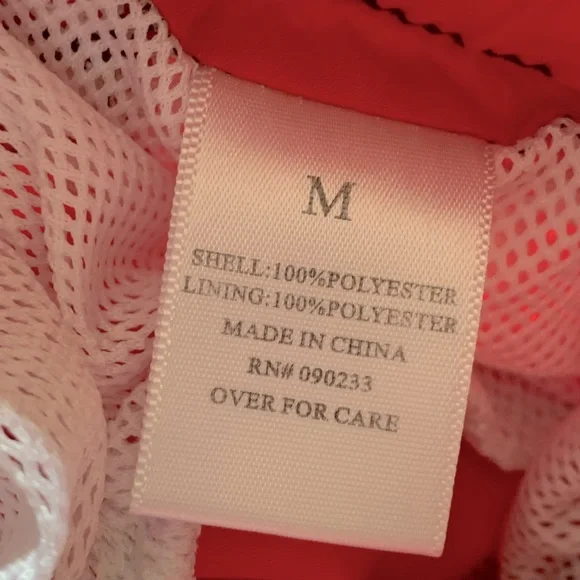 M
SHELL:100%POLYESTER
LINING:100%POLYESTER
MADE IN CHINA
RN# 090233
OVER FOR CARE